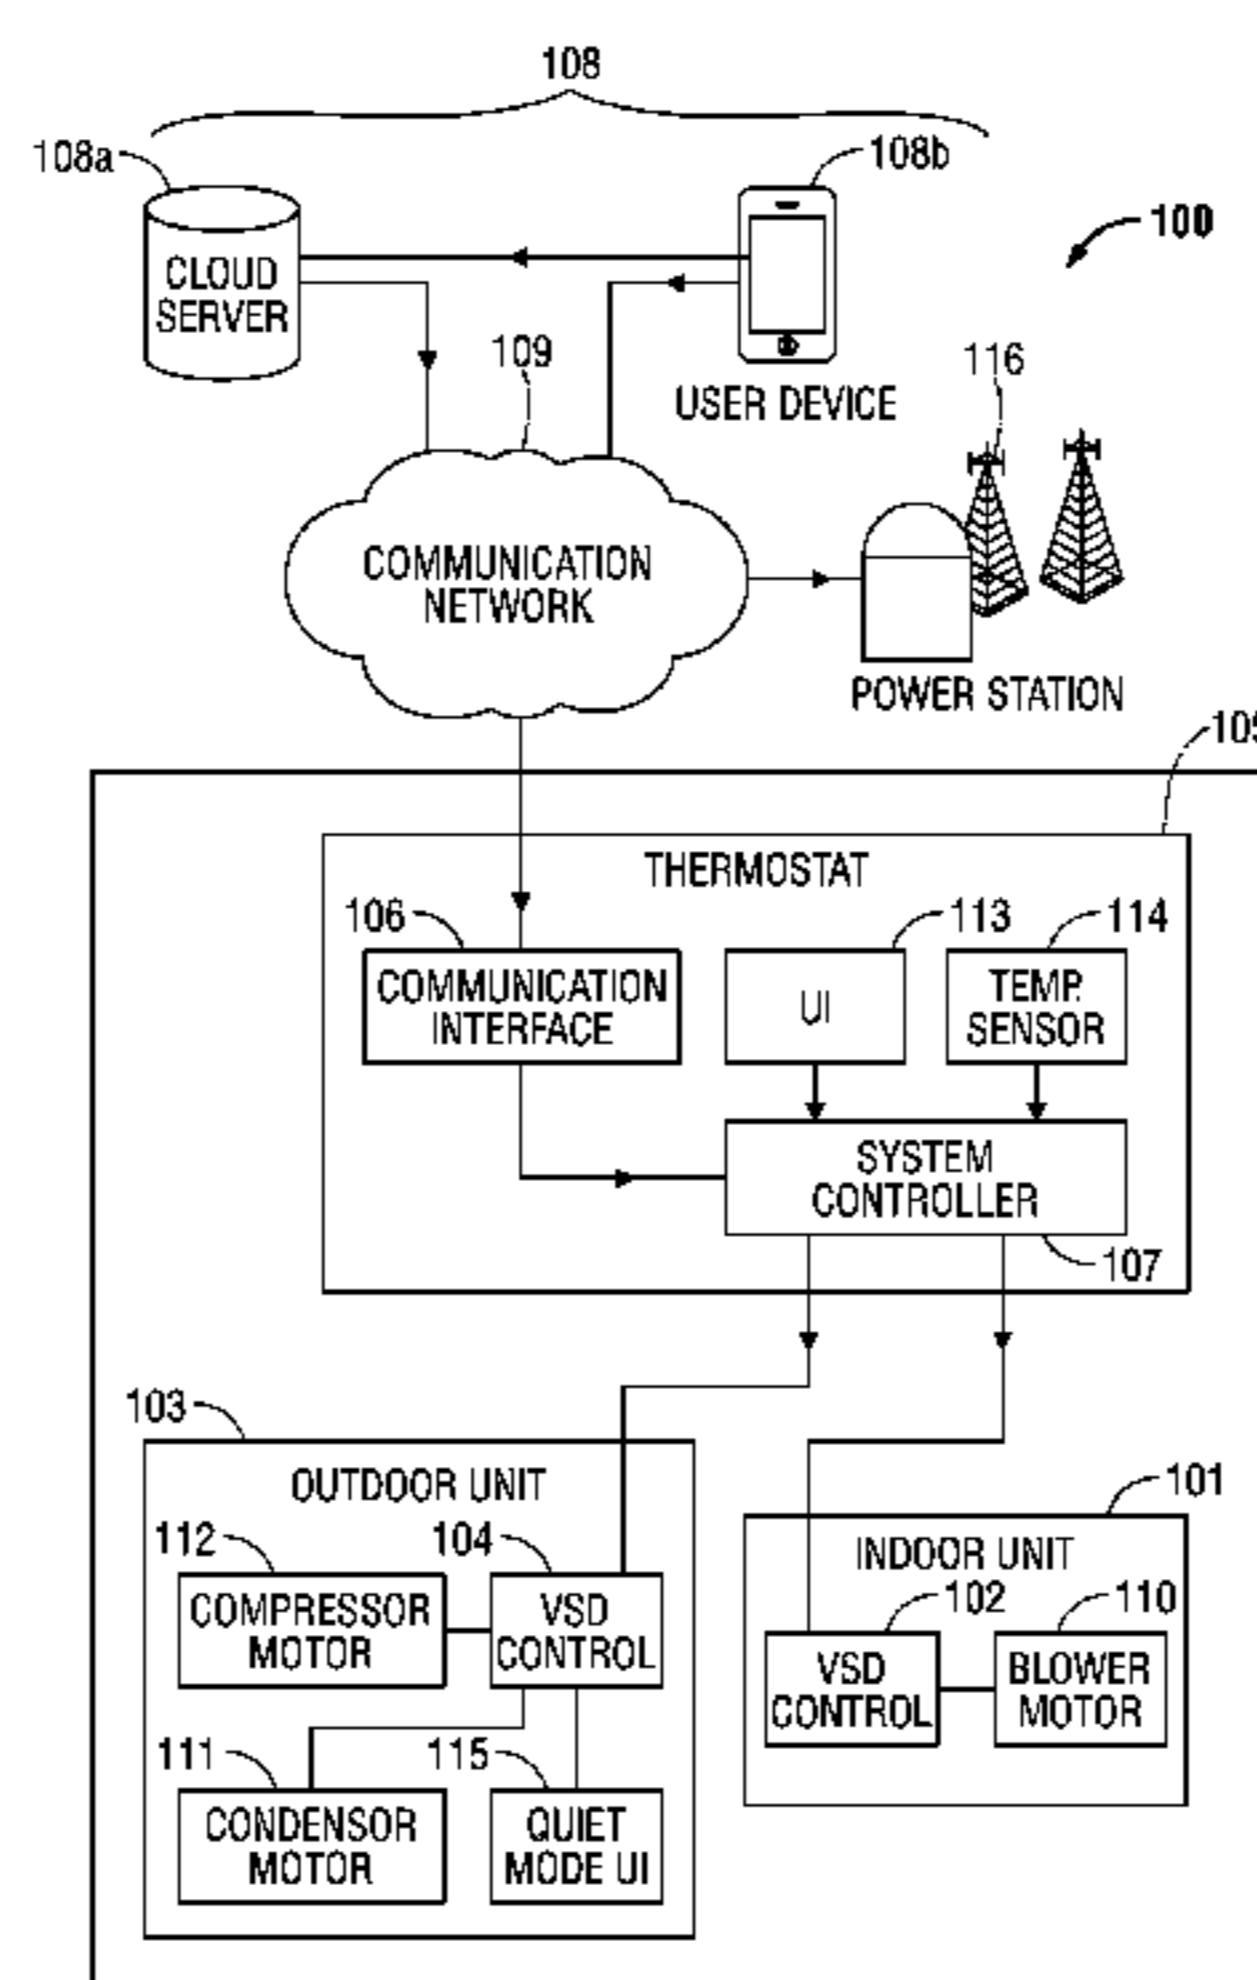 108
108a
108b
100
CLOUD
SERVER
109
116
USER DEVICE
COMMUNICATION
NETWORK
POWER STATION
105
THERMOSTAT
106
113
114
COMMUNICATION
INTERFACE
UI
TEMP.
SENSOR
SYSTEM
CONTROLLER
107
103
OUTDOOR UNIT
101
112
104
INDOOR UNIT
COMPRESSOR
MOTOR
VSD
CONTROL
102
110
VSD
CONTROL
BLOWER
MOTOR
111
115
CONDENSOR
MOTOR
QUIET
MODE UI